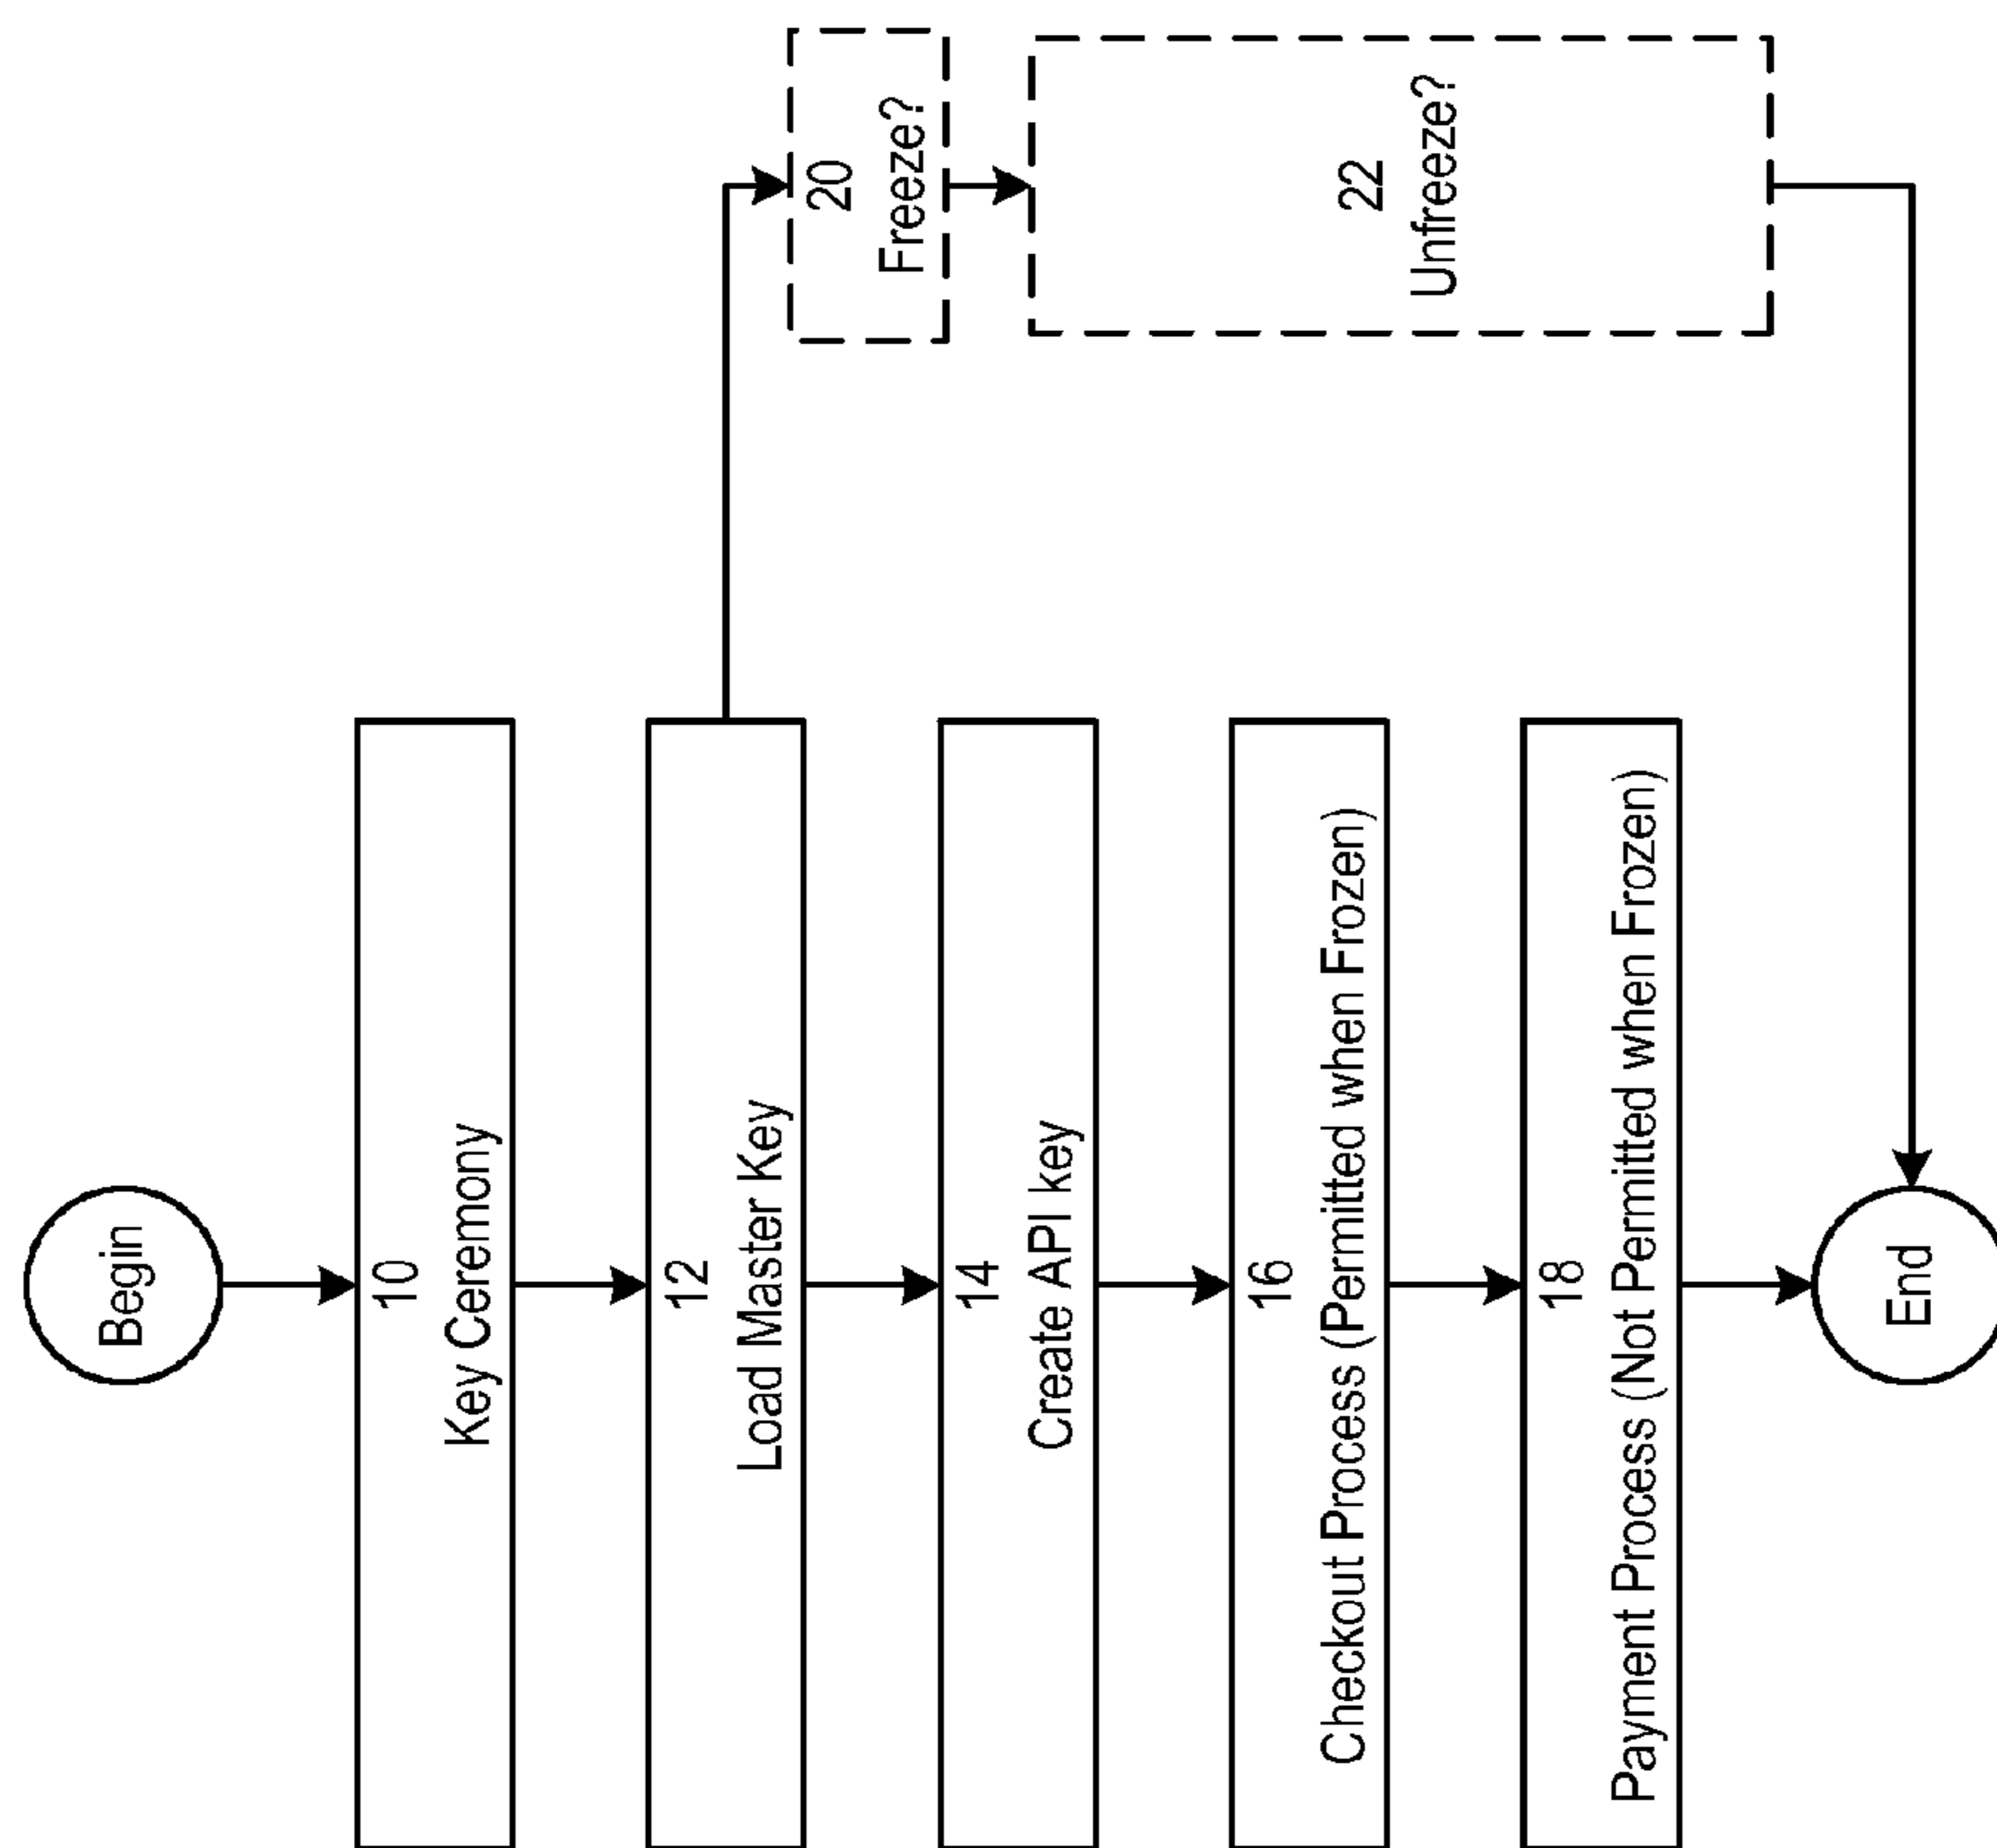 Begin
10
Key Ceremony
12
Load Master Key
14
Create API key
16
Checkout Process (Permitted when Frozen)
18
Payment Process (Not Permitted when Frozen)
End
20
Freeze?
22
Unfreeze?